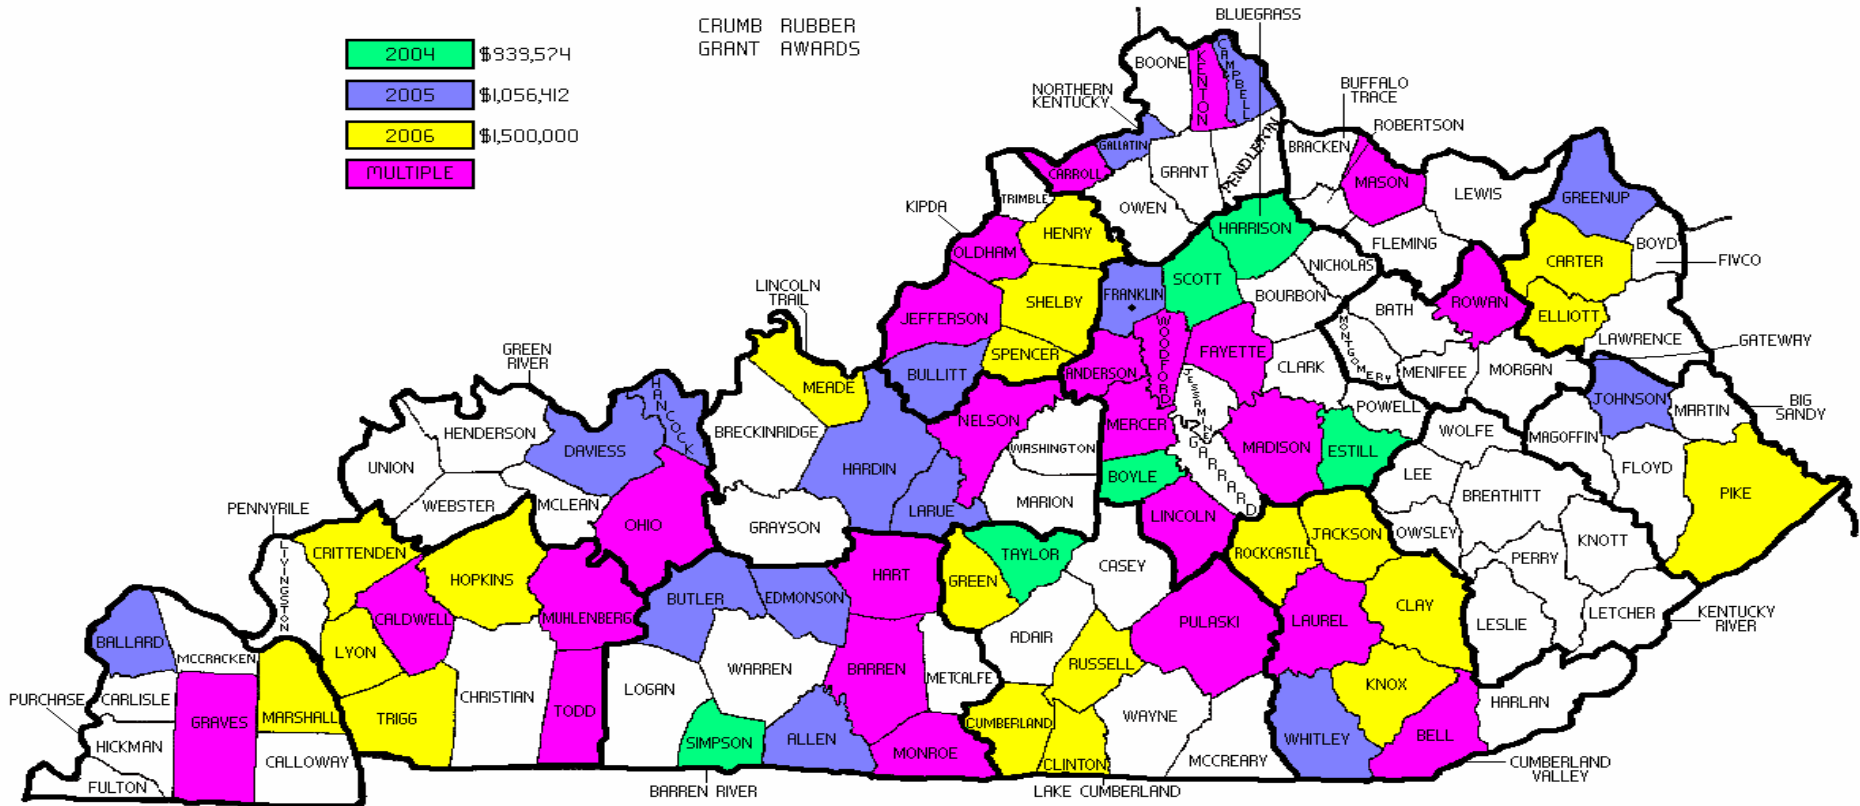 CRUMB RUBBER
GRANT AWARDS
2004 $939,574
2005 $1,056,412
2006 $1,500,000
MULTIPLE
BLUEGRASS
NORTHERN
KENTUCKY
BUFFALO
TRACE
ROBERTSON
KIPDA
LINCOLN
TRAIL
GREEN
RIVER
PENNYRILE
PURCHASE
BARREN RIVER
LAKE CUMBERLAND
CUMBERLAND
VALLEY
KENTUCKY
RIVER
BIG
SANDY
GATEWAY
FIVCO
BOONE
KENTON
CAMPBELL
GALLATIN
CARROLL
GRANT
PENDLETON
OWEN
TRIMBLE
BRACKEN
MASON
LEWIS
GREENUP
FLEMING
BOYD
CARTER
ELLIOTT
LAWRENCE
ROWAN
BATH
MONTGOMERY
MENIFEE
MORGAN
HENRY
OLDHAM
SHELBY
JEFFERSON
SPENCER
BULLITT
HARRISON
SCOTT
NICHOLAS
BOURBON
FRANKLIN
WOODFORD
FAYETTE
CLARK
ANDERSON
JESSAMINE
POWELL
MERCER
MADISON
ESTILL
BOYLE
GARRARD
LINCOLN
MEADE
BRECKINRIDGE
HARDIN
NELSON
WASHINGTON
MARION
LARUE
GRAYSON
HANCOCK
DAVIESS
HENDERSON
UNION
WEBSTER
MCLEAN
OHIO
JOHNSON
MARTIN
MAGOFFIN
FLOYD
PIKE
WOLFE
LEE
BREATHITT
OWSLEY
PERRY
KNOTT
LESLIE
LETCHER
ROCKCASTLE
JACKSON
LAUREL
CLAY
KNOX
WHITLEY
BELL
HARLAN
TAYLOR
GREEN
CASEY
ADAIR
PULASKI
RUSSELL
CUMBERLAND
CLINTON
WAYNE
MCCREARY
HART
BUTLER
EDMONSON
WARREN
BARREN
METCALFE
LOGAN
SIMPSON
ALLEN
MONROE
LIVINGSTON
CRITTENDEN
HOPKINS
CALDWELL
MUHLENBERG
LYON
TRIGG
CHRISTIAN
TODD
BALLARD
MCCRACKEN
CARLISLE
GRAVES
MARSHALL
HICKMAN
CALLOWAY
FULTON